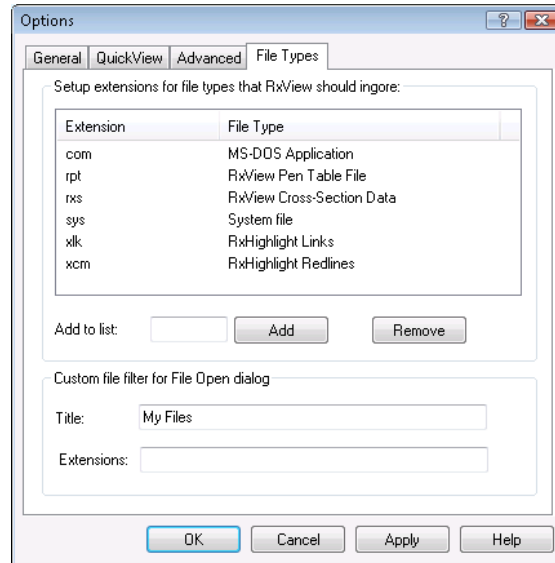 Options
General QuickView Advanced File Types
Setup extensions for file types that RxView should ingore:
Extension File Type
com MS-DOS Application
rpt RxView Pen Table File
rxs RxView Cross-Section Data
sys System file
xlk RxHighlight Links
xcm RxHighlight Redlines
Add to list: Add Remove
Custom file filter for File Open dialog
Title: My Files
Extensions:
OK Cancel Apply Help